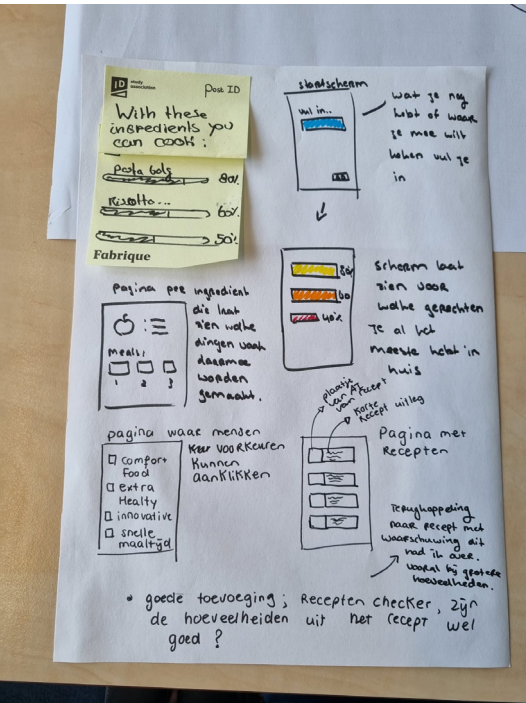 ID study association
Post ID
With these
ingredients you
can cook:
Pasta bolg
80%
Risotto...
60%
50%
Fabrique
startscherm
vul in..
wat je nog
hebt of waar
je mee wilt
koken vul je
in
80%
60
40%
scherm laat
zien voor
welke gerechten
je al het
meeste hebt in
huis
pagina per ingredient
die laat
zien welke
dingen vaak
daarmee
worden
gemaakt.
meals:
1 2 3
pagina waar mensen
voorkeuren
kunnen
aanklikken
comfort
food
extra
Healty
innovative
snelle
maaltijd
plaatje
van
van recept
korte
recept uitleg
Pagina met
Recepten
Terugkoppeling
naar recept met
waarschuwing dit
had ik over.
vooral bij grotere
hoeveelheden.
* goede toevoeging; Recepten checker, zijn
de hoeveelheiden uit het recept wel
goed?